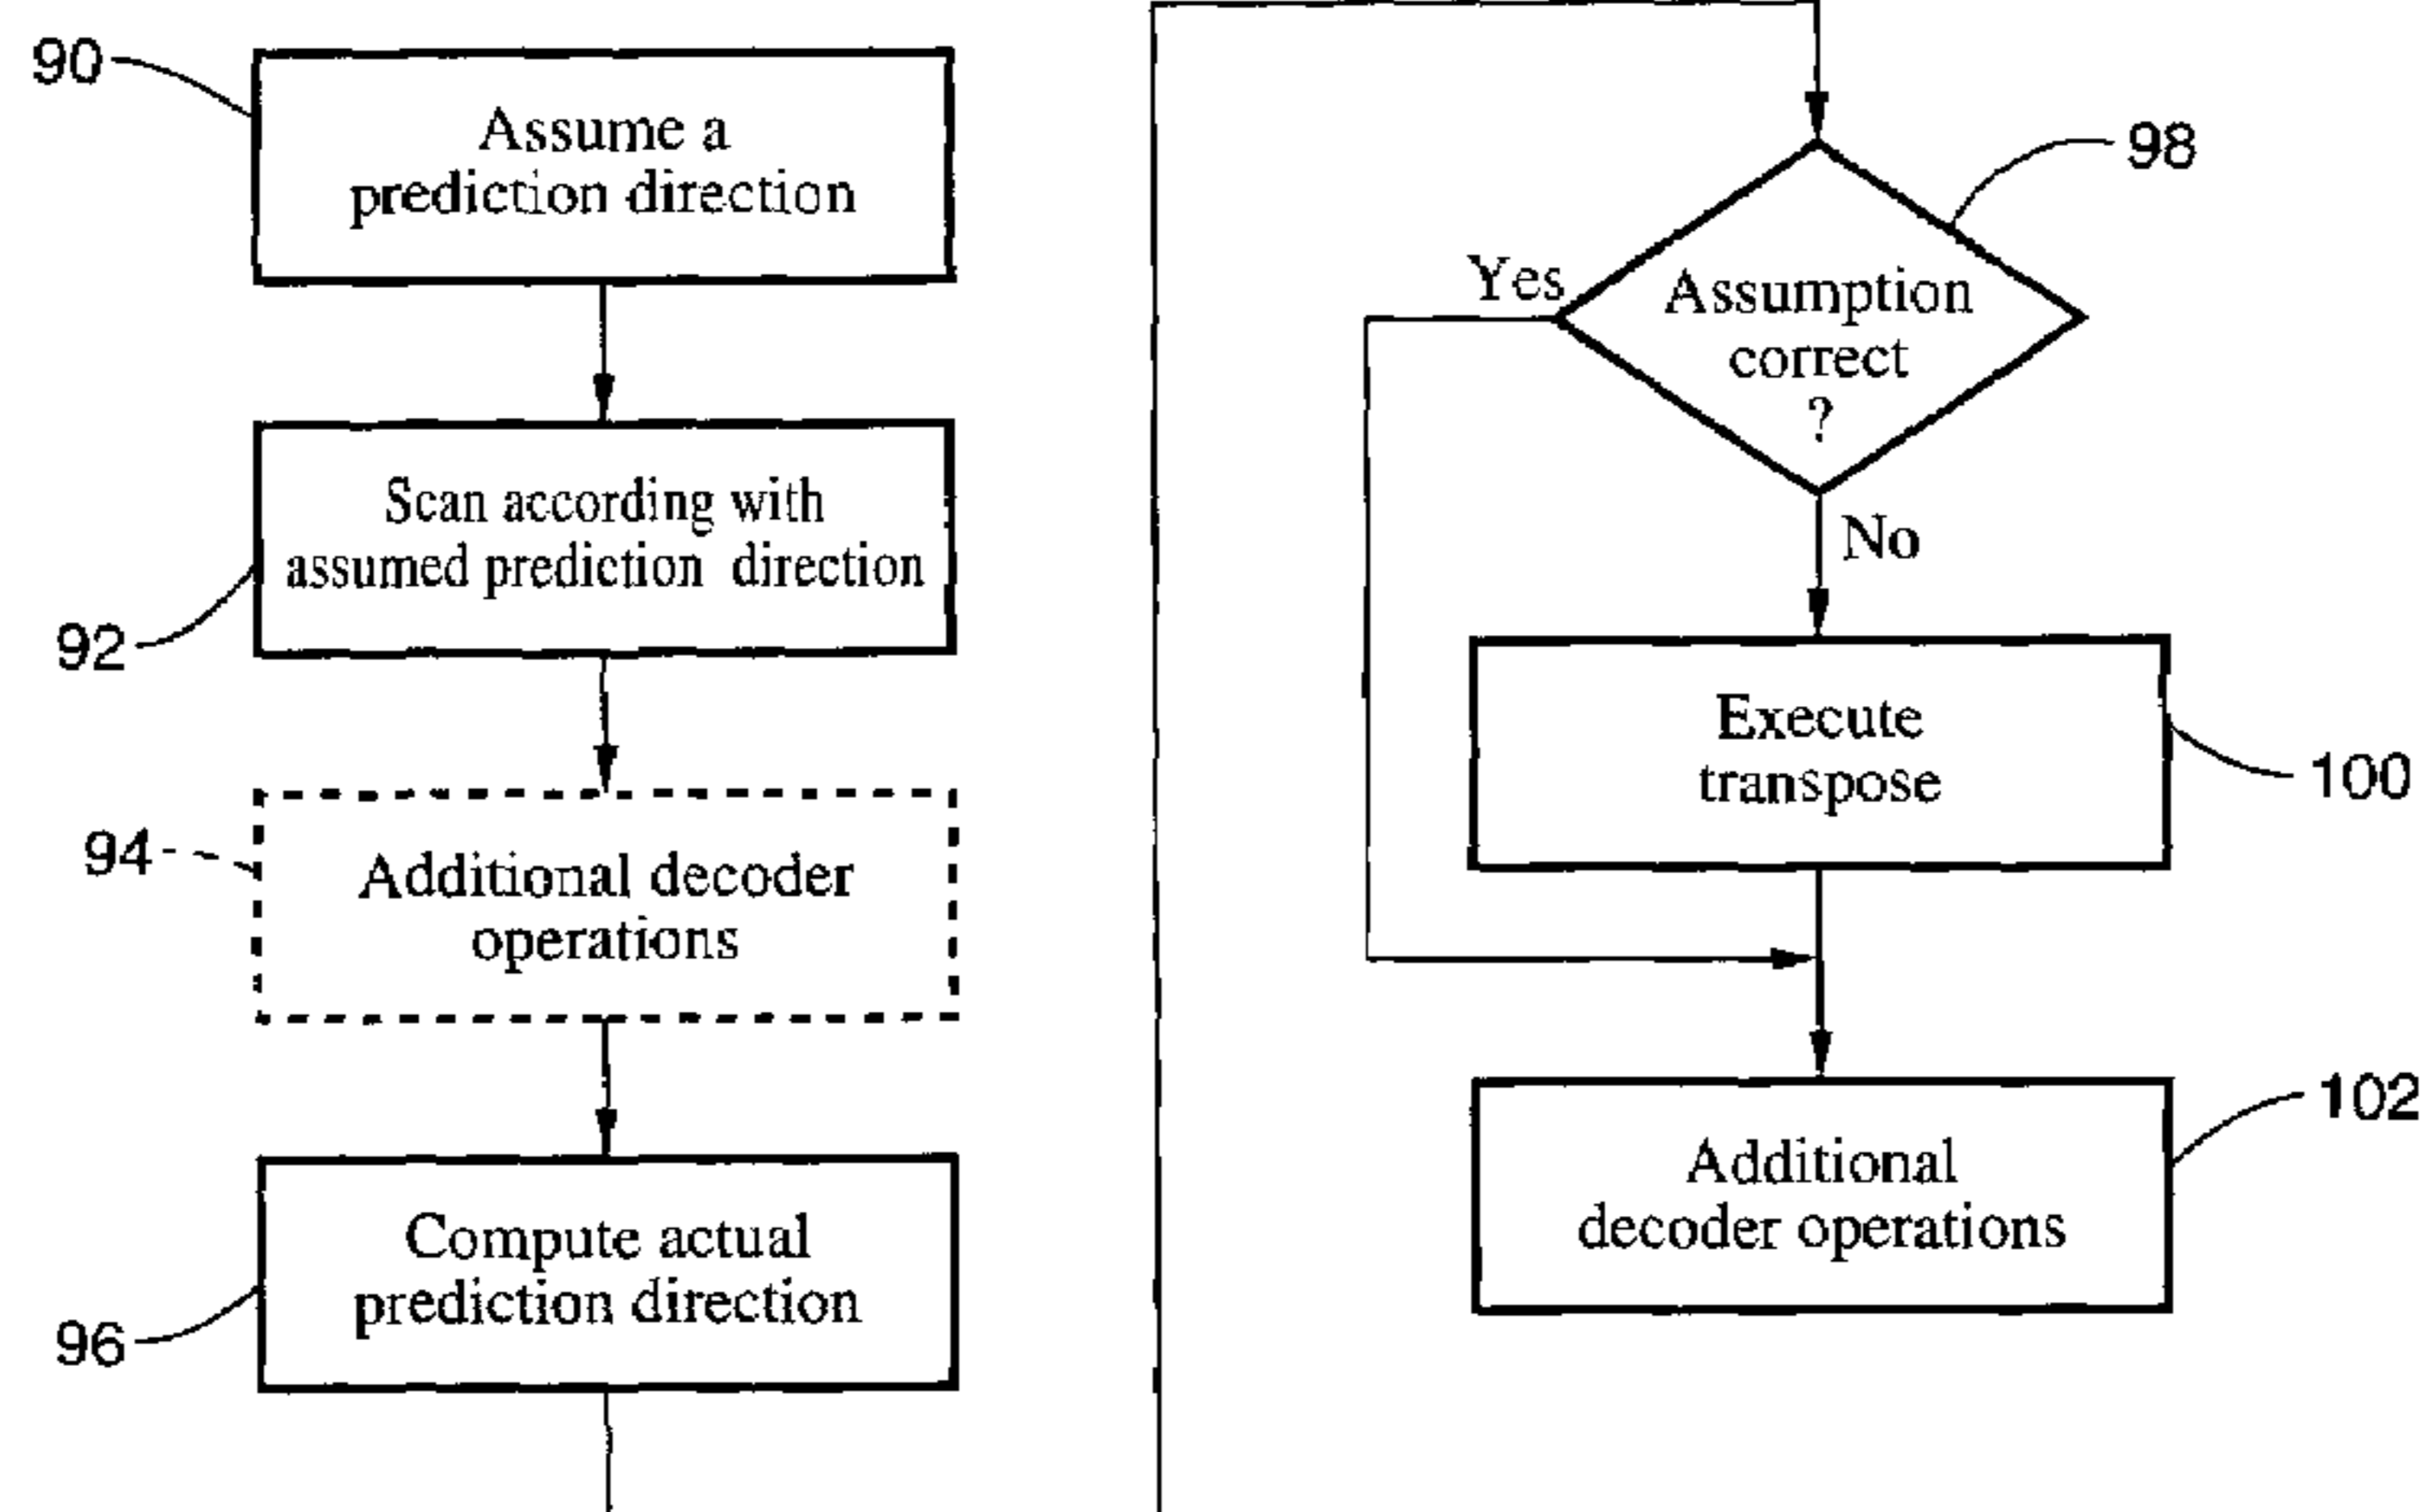 90
Assume a
prediction direction
Scan according with
assumed prediction direction
92
94
Additional decoder
operations
Compute actual
prediction direction
96
98
Yes
Assumption
correct
?
No
Execute
transpose
100
102
Additional
decoder operations